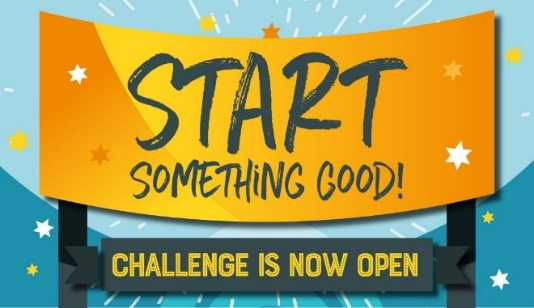 START
SOMETHiNG GOOD!
CHALLENGE IS NOW OPEN